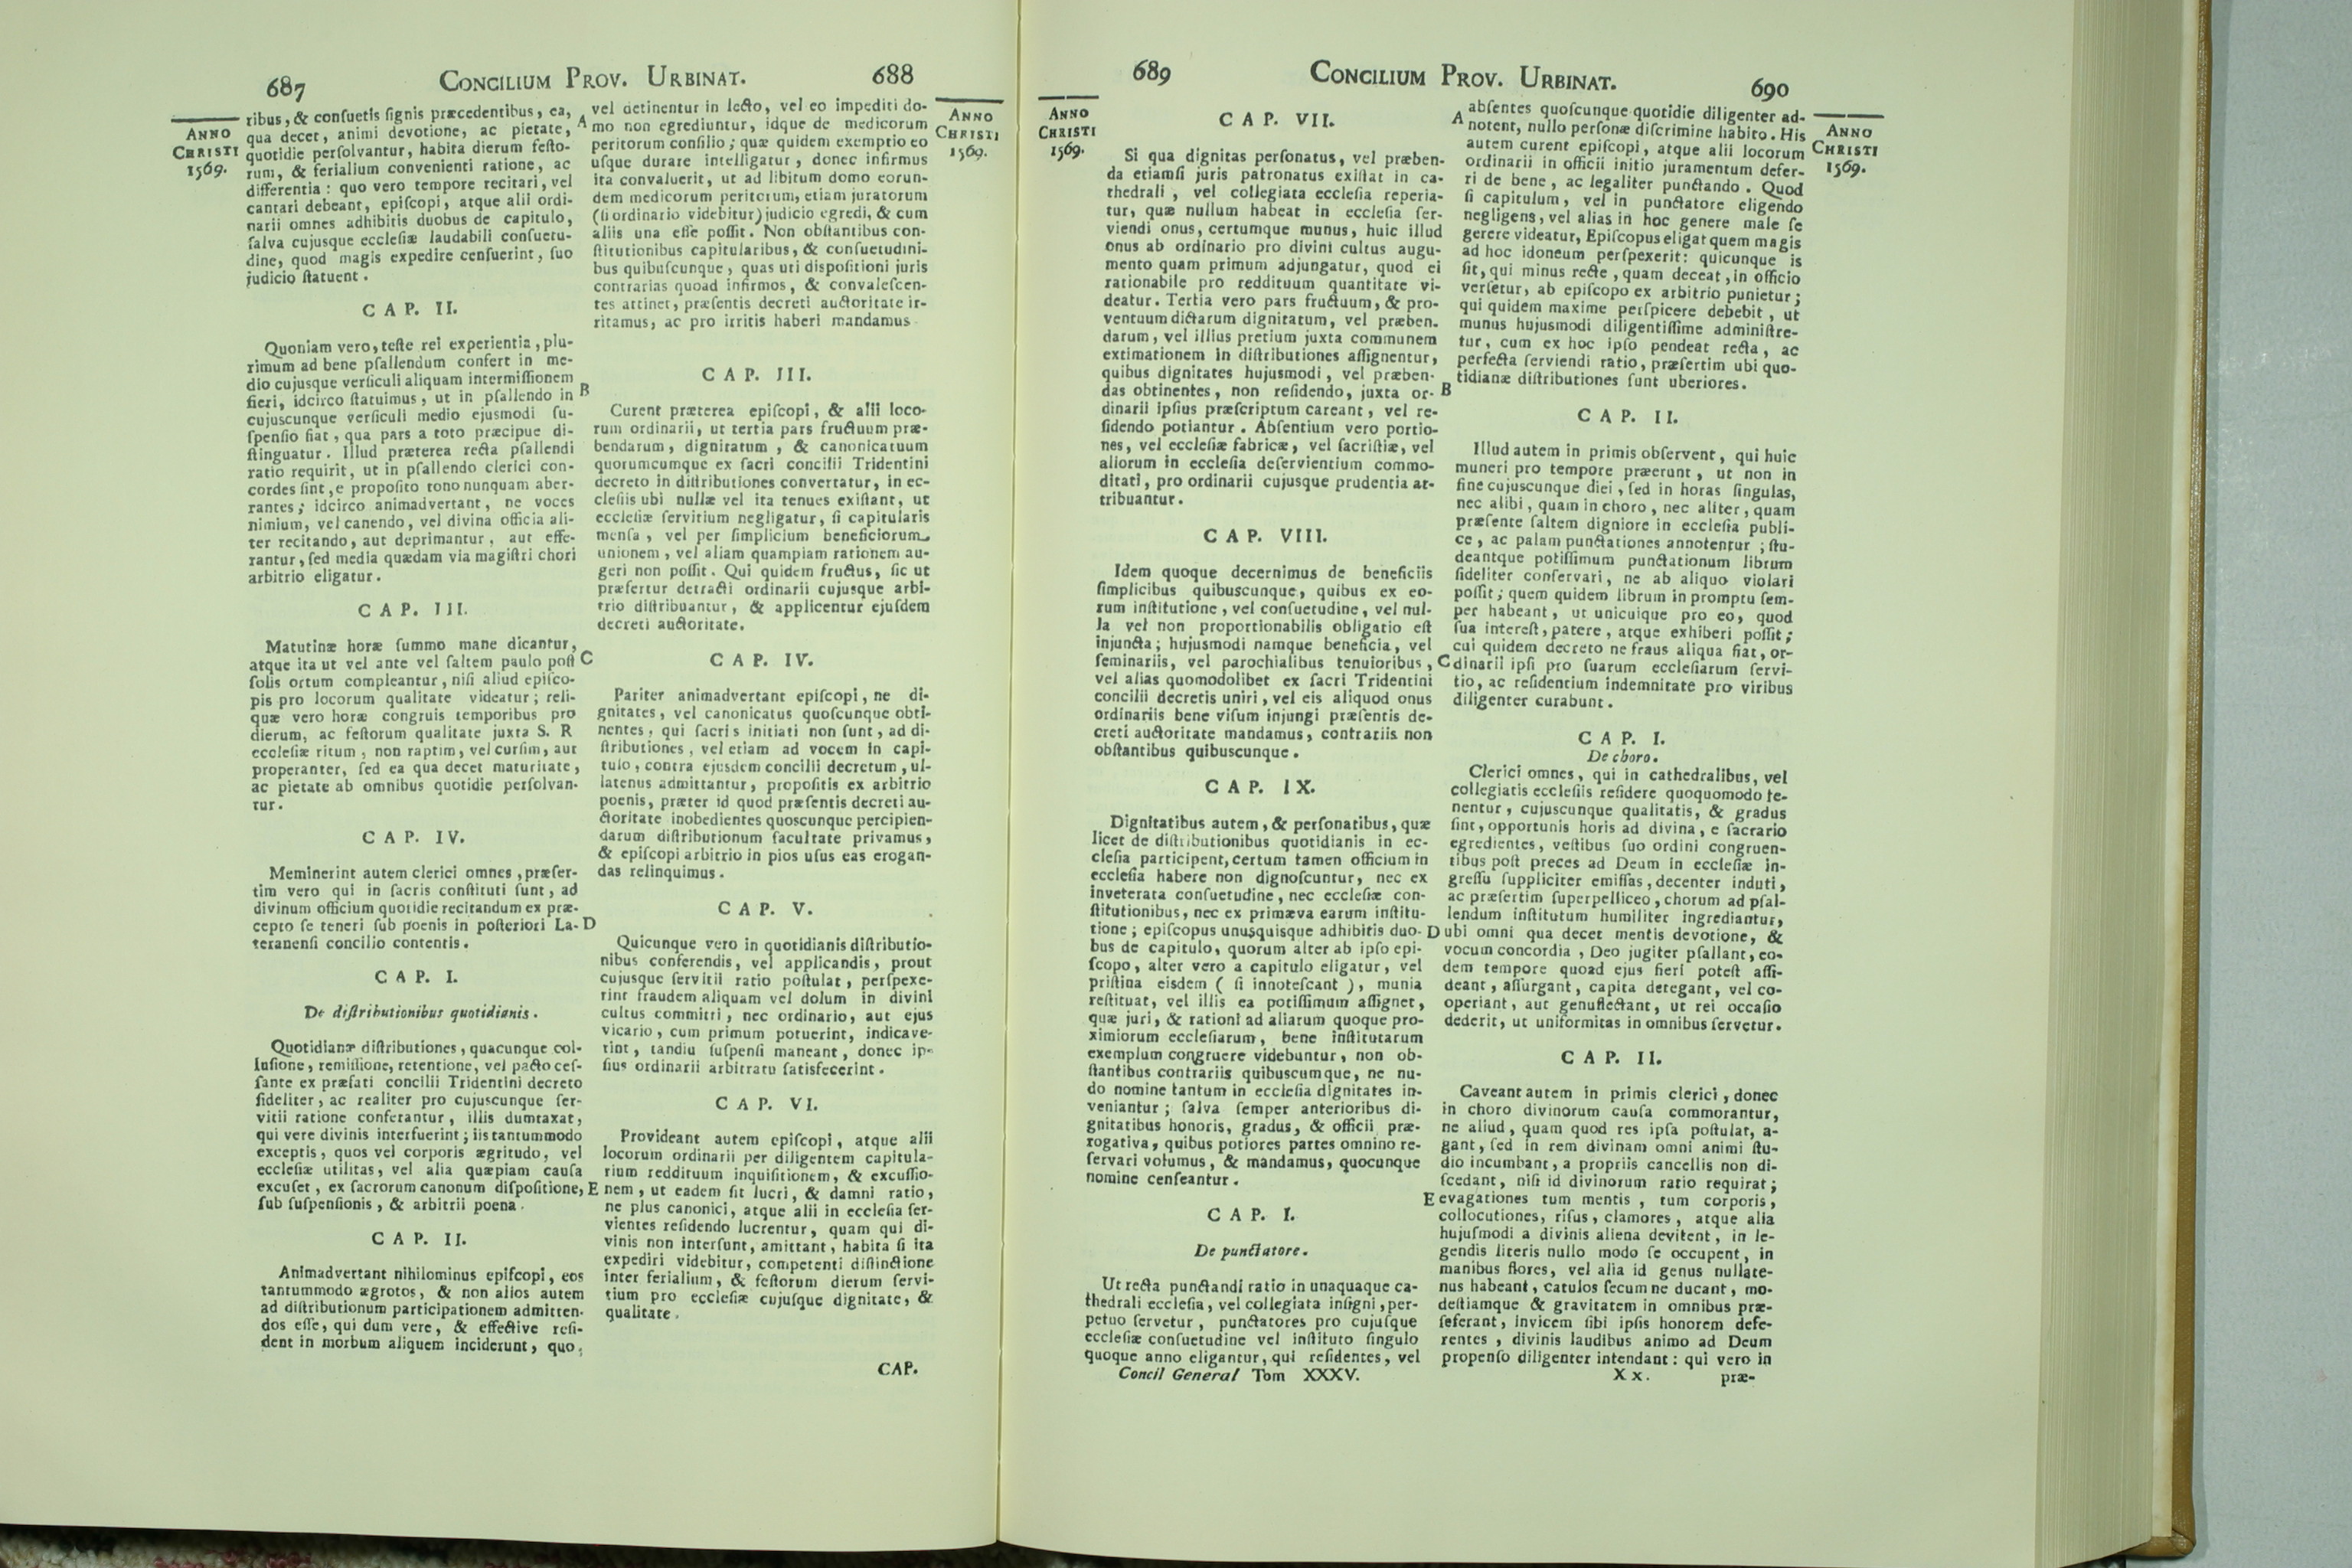 687 CONCILIUM PROV. URBINAT. 688
ANNO
CHRISTI
1569.
ribus, & conſuetis ſignis præcedentibus, ea,
qua decet, animi devotione, ac pietate,
quotidie perſolvantur, habita dierum feſto-
rum, & ferialium convenienti ratione, ac
differentia: quo vero tempore recitari, vel
cantari debeant, epiſcopi, atque alii ordi-
narii omnes adhibitis duobus de capitulo,
ſalva cujusque eccleſiæ laudabili conſuetu-
dine, quod magis expedire cenſuerint, ſuo
judicio ſtatuent.
CAP. II.
Quoniam vero, teſte rei experientia, plu-
rimum ad bene pſallendum confert in me-
dio cujusque verſiculi aliquam intermiſſionem
fieri, idcirco ſtatuimus, ut in pſallendo in
cujuscunque verſiculi medio ejusmodi ſu-
ſpenſio fiat, qua pars a toto præcipue di-
ſtinguatur. Illud præterea recta pſallendi
ratio requirit, ut in pſallendo clerici con-
cordes ſint, e propoſito tono nunquam aber-
rantes; idcirco animadvertant, ne voces
nimium, vel canendo, vel divina officia ali-
ter recitando, aut deprimantur, aut effe-
rantur, ſed media quædam via magiſtri chori
arbitrio eligatur.
CAP. III.
Matutinæ horæ ſummo mane dicantur,
atque ita ut vel ante vel ſaltem paulo poſt
ſolis ortum compleantur, niſi aliud epiſco-
pis pro locorum qualitate videatur; reli-
quæ vero horæ congruis temporibus pro
dierum, ac feſtorum qualitate juxta S. R
eccleſiæ ritum, non raptim, vel curſim, aut
properanter, ſed ea qua decet maturitate,
ac pietate ab omnibus quotidie perſolvan-
tur.
CAP. IV.
Meminerint autem clerici omnes, præſer-
tim vero qui in ſacris conſtituti ſunt, ad
divinum officium quotidie recitandum ex præ-
cepto ſe teneri ſub poenis in poſteriori La-
teranenſi concilio contentis.
CAP. I.
De diſtributionibus quotidianis.
Quotidianæ diſtributiones, quacunque col-
luſione, remiſſione, retentione, vel pacto ceſ-
ſante ex præſati concilii Tridentini decreto
fideliter, ac realiter pro cujuscunque ſer-
vitii ratione conferantur, illis dumtaxat,
qui vere divinis interfuerint; iis tantummodo
exceptis, quos vel corporis ægritudo, vel
eccleſiæ utilitas, vel alia quæpiam cauſa
excuſet, ex ſacrorum canonum diſpoſitione,
ſub ſuſpenſionis, & arbitrii poena.
CAP. II.
Animadvertant nihilominus epiſcopi, eos
tantummodo ægrotos, & non alios autem
ad diſtributionum participationem admitten-
dos eſſe, qui dum vere, & effective reſi-
dent in morbum aliquem inciderunt, quo,
A
B
C
D
E
vel detinentur in lecto, vel eo impediti do-
mo non egrediuntur, idque de medicorum
peritorum conſilio; quæ quidem exemptio eo
uſque durare intelligatur, donec infirmus
ita convaluerit, ut ad libitum domo eorun-
dem medicorum peritorum, etiam juratorum
(ſi ordinario videbitur) judicio egredi, & cum
aliis una eſſe poſſit. Non obſtantibus con-
ſtitutionibus capitularibus, & conſuetudini-
bus quibuſcunque, quas uti diſpoſitioni juris
contrarias quoad infirmos, & convaleſcen-
tes attinet, præſentis decreti auctoritate ir-
ritamus, ac pro irritis haberi mandamus
CAP. III.
Curent præterea epiſcopi, & alii loco-
rum ordinarii, ut tertia pars fructuum præ-
bendarum, dignitatum, & canonicatuum
quorumcumque ex ſacri concilii Tridentini
decreto in diſtributiones convertatur, in ec-
cleſiis ubi nullæ vel ita tenues exiſtant, ut
eccleſiæ ſervitium negligatur, ſi capitularis
menſa, vel per ſimplicium beneficiorum
unionem, vel aliam quampiam rationem au-
geri non poſſit. Qui quidem fructus, ſic ut
præfertur detracti ordinarii cujusque arbi-
trio diſtribuantur, & applicentur ejuſdem
decreti auctoritate.
CAP. IV.
Pariter animadvertant epiſcopi, ne di-
gnitates, vel canonicatus quoſcunque obti-
nentes, qui ſacris initiati non ſunt, ad di-
ſtributiones, vel etiam ad vocem in capi-
tulo, contra ejusdem concilii decretum, ul-
latenus admittantur, propoſitis ex arbitrio
poenis, præter id quod præſentis decreti au-
ctoritate inobedientes quoscunque percipien-
darum diſtributionum facultate privamus,
& epiſcopi arbitrio in pios uſus eas erogan-
das relinquimus.
CAP. V.
Quicunque vero in quotidianis diſtributio-
nibus conferendis, vel applicandis, prout
cujusque ſervitii ratio poſtulat, perſpexe-
rint fraudem aliquam vel dolum in divini
cultus committi, nec ordinario, aut ejus
vicario, cum primum potuerint, indicave-
rint, tandiu ſuſpenſi maneant, donec ip-
ſius ordinarii arbitratu ſatisfecerint.
CAP. VI.
Provideant autem epiſcopi, atque alii
locorum ordinarii per diligentem capitula-
rium reddituum inquiſitionem, & excuſſio-
nem, ut eadem ſit lucri, & damni ratio,
ne plus canonici, atque alii in eccleſia ſer-
vientes reſidendo lucrentur, quam qui di-
vinis non interſunt, amittant, habita ſi ita
expediri videbitur, competenti diſtinctione
inter ferialium, & feſtorum dierum ſervi-
tium pro eccleſiæ cujuſque dignitate, &
qualitate.
CAP.
ANNO
CHRISTI
1569.
689 CONCILIUM PROV. URBINAT. 690
ANNO
CHRISTI
1569.
CAP. VII.
Si qua dignitas perſonatus, vel præben-
da etiamſi juris patronatus exiſtat in ca-
thedrali, vel collegiata eccleſia reperia-
tur, quæ nullum habeat in eccleſia ſer-
viendi onus, certumque munus, huic illud
onus ab ordinario pro divini cultus augu-
mento quam primum adjungatur, quod ei
rationabile pro reddituum quantitate vi-
deatur. Tertia vero pars fructuum, & pro-
ventuum dictarum dignitatum, vel præben-
darum, vel illius pretium juxta communem
extimationem in diſtributiones aſſignentur,
quibus dignitates hujusmodi, vel præben-
das obtinentes, non reſidendo, juxta or-
dinarii ipſius præſcriptum careant, vel re-
ſidendo potiantur. Abſentium vero portio-
nes, vel eccleſiæ fabricæ, vel ſacriſtiæ, vel
aliorum in eccleſia deſervientium commo-
ditati, pro ordinarii cujusque prudentia at-
tribuantur.
CAP. VIII.
Idem quoque decernimus de beneficiis
ſimplicibus quibuscunque, quibus ex eo-
rum inſtitutione, vel conſuetudine, vel nul-
la vel non proportionabilis obligatio eſt
injuncta; hujusmodi namque beneficia, vel
ſeminariis, vel parochialibus tenuioribus,
vel alias quomodolibet ex ſacri Tridentini
concilii decretis uniri, vel eis aliquod onus
ordinariis bene viſum injungi præſentis de-
creti auctoritate mandamus, contrariis non
obſtantibus quibuscunque.
CAP. IX.
Dignitatibus autem, & perſonatibus, quæ
licet de diſtributionibus quotidianis in ec-
cleſia participent, certum tamen officium in
eccleſia habere non dignoſcuntur, nec ex
inveterata conſuetudine, nec eccleſiæ con-
ſtitutionibus, nec ex primæva earum inſtitu-
tione; epiſcopus unusquisque adhibitis duo-
bus de capitulo, quorum alter ab ipſo epi-
ſcopo, alter vero a capitulo eligatur, vel
priſtina eisdem ( ſi innoteſcant ), munia
reſtituat, vel illis ea potiſſimum aſſignet,
quæ juri, & rationi ad aliarum quoque pro-
ximiorum eccleſiarum, bene inſtitutarum
exemplum congruere videbuntur, non ob-
ſtantibus contrariis quibuscumque, ne nu-
do nomine tantum in eccleſia dignitates in-
veniantur; ſalva ſemper anterioribus di-
gnitatibus honoris, gradus, & officii præ-
rogativa, quibus potiores partes omnino re-
ſervari volumus, & mandamus, quocunque
nomine cenſeantur.
CAP. I.
De punctatore.
Ut recta punctandi ratio in unaquaque ca-
thedrali eccleſia, vel collegiata inſigni, per-
petuo ſervetur, punctatores pro cujuſque
eccleſiæ conſuetudine vel inſtituto ſingulo
quoque anno eligantur, qui reſidentes, vel
Concil General Tom XXXV.
A
B
C
D
E
abſentes quoſcunque quotidie diligenter ad-
notent, nullo perſonæ diſcrimine habito. His
autem curent epiſcopi, atque alii locorum
ordinarii in officii initio juramentum defer-
ri de bene, ac legaliter punctando. Quod
ſi capitulum, vel in punctatore eligendo
negligens, vel alias in hoc genere male ſe
gerere videatur, Epiſcopus eligat quem magis
ad hoc idoneum perſpexerit: quicunque is
ſit, qui minus recte, quam deceat, in officio
verſetur, ab epiſcopo ex arbitrio punietur;
qui quidem maxime perſpicere debebit, ut
munus hujusmodi diligentiſſime adminiſtre-
tur, cum ex hoc ipſo pendeat recta, ac
perfecta ſerviendi ratio, præſertim ubi quo-
tidianæ diſtributiones ſunt uberiores.
CAP. II.
Illud autem in primis obſervent, qui huic
muneri pro tempore præerunt, ut non in
fine cujuscunque diei, ſed in horas ſingulas,
nec alibi, quam in choro, nec aliter, quam
præſente ſaltem digniore in eccleſia publi-
ce, ac palam punctationes annotentur; ſtu-
deantque potiſſimum punctationum librum
fideliter conſervari, ne ab aliquo violari
poſſit; quem quidem librum in promptu ſem-
per habeant, ut unicuique pro eo, quod
ſua intereſt, patere, atque exhiberi poſſit;
cui quidem decreto ne fraus aliqua fiat, or-
dinarii ipſi pro ſuarum eccleſiarum ſervi-
tio, ac reſidentium indemnitate pro viribus
diligenter curabunt.
CAP. I.
De choro.
Clerici omnes, qui in cathedralibus, vel
collegiatis eccleſiis reſidere quoquomodo te-
nentur, cujuscunque qualitatis, & gradus
ſint, opportunis horis ad divina, e ſacrario
egredientes, veſtibus ſuo ordini congruen-
tibus poſt preces ad Deum in eccleſiæ in-
greſſu ſuppliciter emiſſas, decenter induti,
ac præſertim ſuperpelliceo, chorum ad pſal-
lendum inſtitutum humiliter ingrediantur,
ubi omni qua decet mentis devotione, &
vocum concordia, Deo jugiter pſallant, eo-
dem tempore quoad ejus fieri poteſt aſſi-
deant, aſſurgant, capita detegant, vel co-
operiant, aut genuflectant, ut rei occaſio
dederit, ut uniformitas in omnibus ſervetur.
CAP. II.
Caveant autem in primis clerici, donec
in choro divinorum cauſa commorantur,
ne aliud, quam quod res ipſa poſtulat, a-
gant, ſed in rem divinam omni animi ſtu-
dio incumbant, a propriis cancellis non di-
ſcedant, niſi id divinorum ratio requirat;
evagationes tum mentis, tum corporis,
collocutiones, riſus, clamores, atque alia
hujuſmodi a divinis aliena devitent, in le-
gendis literis nullo modo ſe occupent, in
manibus flores, vel alia id genus nullate-
nus habeant, catulos ſecum ne ducant, mo-
deſtiamque & gravitatem in omnibus præ-
ſeferant, invicem ſibi ipſis honorem defe-
rentes, divinis laudibus animo ad Deum
propenſo diligenter intendant: qui vero in
X x. præ-
ANNO
CHRISTI
1569.